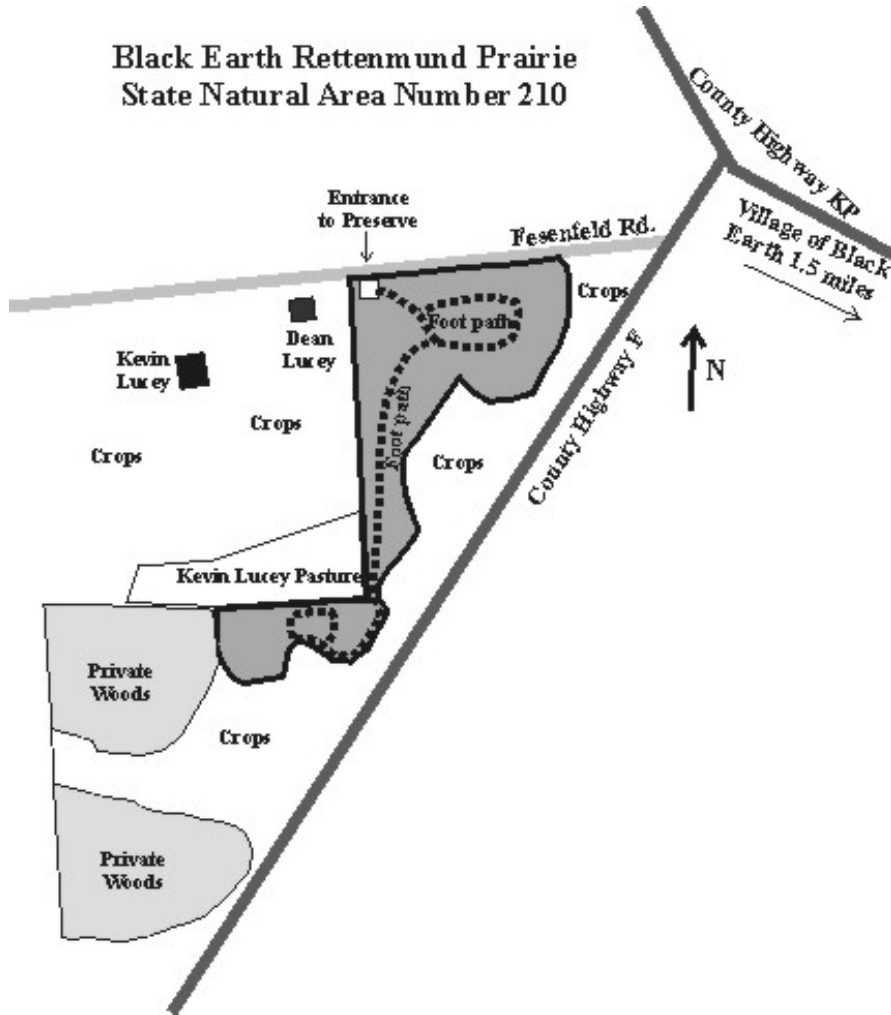 Black Earth Rettenmund Prairie
State Natural Area Number 210
County Highway KP
Village of Black
Earth 1.5 miles
Entrance
to Preserve
Fesenfeld Rd.
Crops
Foot path
Dean
Lucey
Kevin
Lucey
N
County Highway F
Foot path
Crops
Crops
Crops
Kevin Lucey Pasture
Private
Woods
Crops
Private
Woods